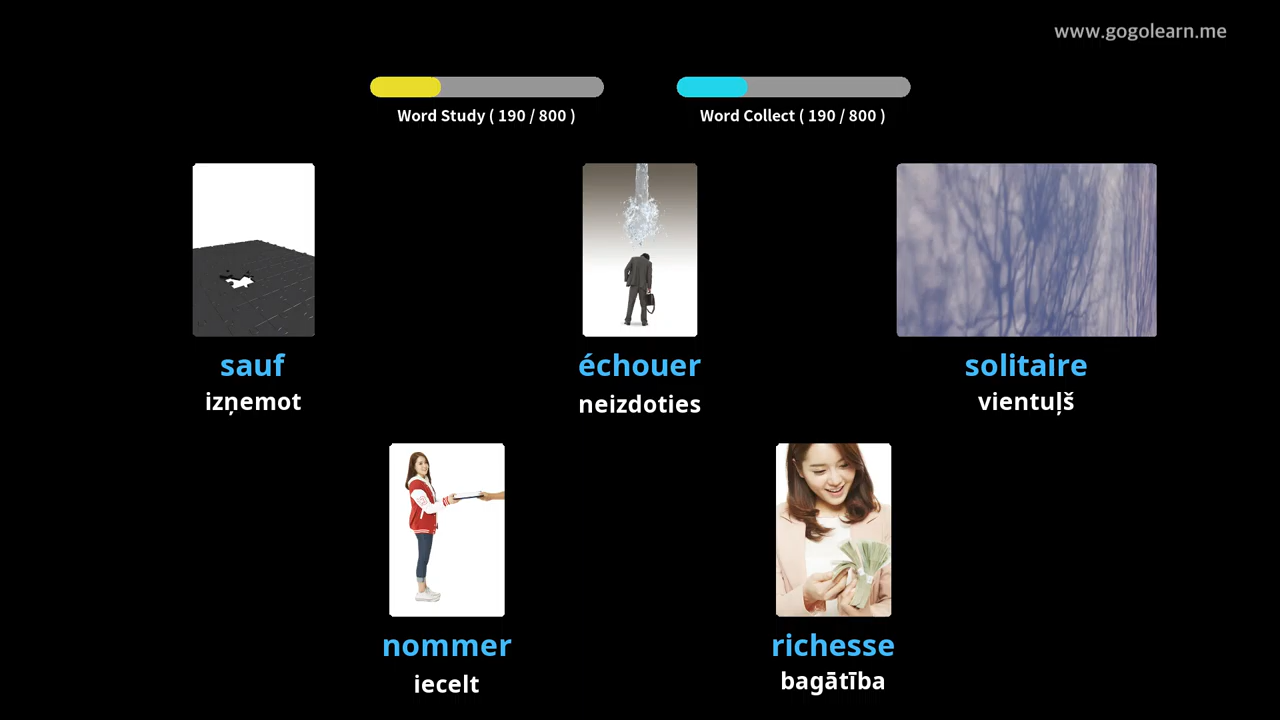 www.gogolearn.me
Word Study ( 190 / 800 )
Word Collect ( 190 / 800 )
sauf
izņemot
échouer
neizdoties
solitaire
vientuļš
nommer
iecelt
richesse
bagātība